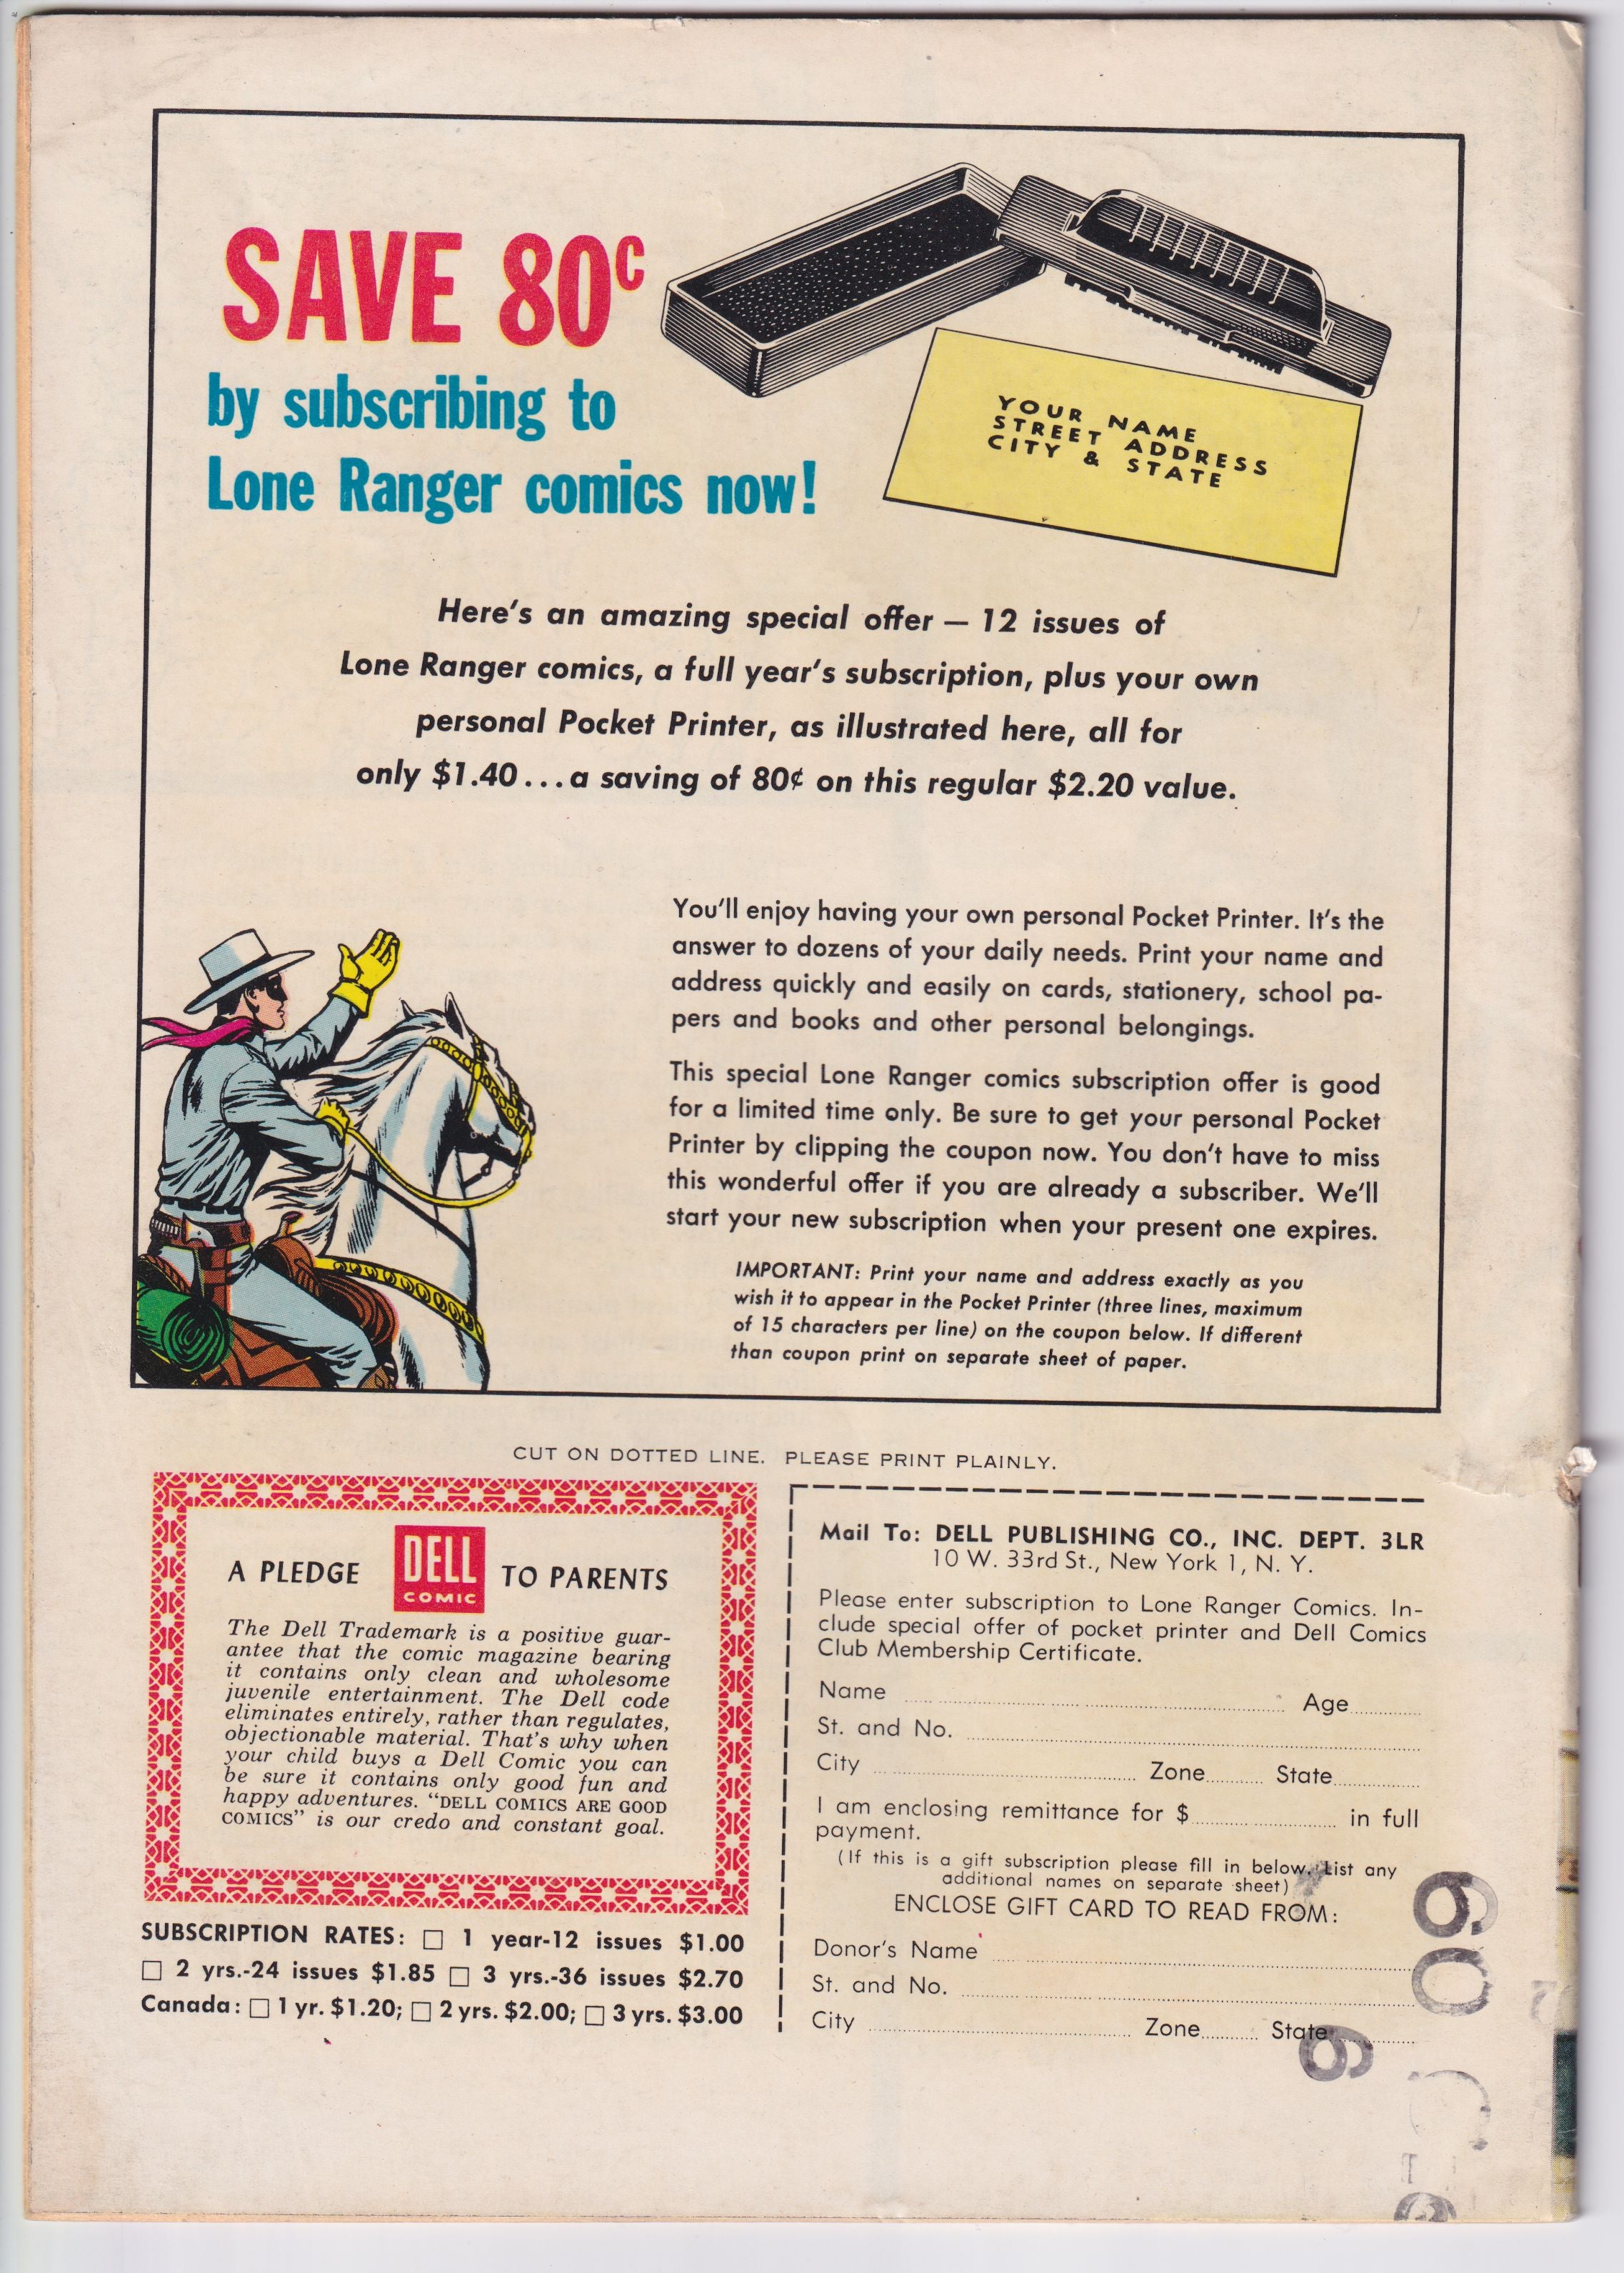 SAVE 80¢
by subscribing to
Lone Ranger comics now!
YOUR NAME
STREET ADDRESS
CITY & STATE
Here's an amazing special offer — 12 issues of
Lone Ranger comics, a full year's subscription, plus your own
personal Pocket Printer, as illustrated here, all for
only $1.40...a saving of 80¢ on this regular $2.20 value.
You'll enjoy having your own personal Pocket Printer. It's the
answer to dozens of your daily needs. Print your name and
address quickly and easily on cards, stationery, school pa-
pers and books and other personal belongings.
This special Lone Ranger comics subscription offer is good
for a limited time only. Be sure to get your personal Pocket
Printer by clipping the coupon now. You don't have to miss
this wonderful offer if you are already a subscriber. We'll
start your new subscription when your present one expires.
IMPORTANT: Print your name and address exactly as you
wish it to appear in the Pocket Printer (three lines, maximum
of 15 characters per line) on the coupon below. If different
than coupon print on separate sheet of paper.
CUT ON DOTTED LINE. PLEASE PRINT PLAINLY.
A PLEDGE DELL COMIC TO PARENTS
The Dell Trademark is a positive guar-
antee that the comic magazine bearing
it contains only clean and wholesome
juvenile entertainment. The Dell code
eliminates entirely, rather than regulates,
objectionable material. That's why when
your child buys a Dell Comic you can
be sure it contains only good fun and
happy adventures. "DELL COMICS ARE GOOD
COMICS" is our credo and constant goal.
SUBSCRIPTION RATES: □ 1 year-12 issues $1.00
□ 2 yrs.-24 issues $1.85 □ 3 yrs.-36 issues $2.70
Canada: □ 1 yr. $1.20; □ 2 yrs. $2.00; □ 3 yrs. $3.00
Mail To: DELL PUBLISHING CO., INC. DEPT. 3LR
10 W. 33rd St., New York 1, N. Y.
Please enter subscription to Lone Ranger Comics. In-
clude special offer of pocket printer and Dell Comics
Club Membership Certificate.
Name Age
St. and No.
City Zone State
I am enclosing remittance for $ in full
payment.
(If this is a gift subscription please fill in below. List any
additional names on separate sheet)
ENCLOSE GIFT CARD TO READ FROM:
Donor's Name
St. and No.
City Zone State
60
6